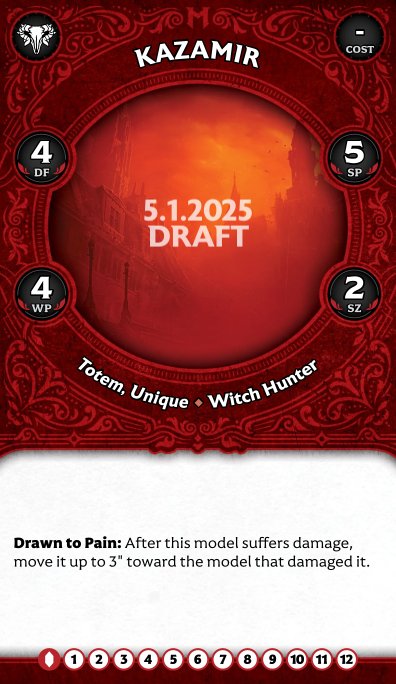 KAZAMIR
-
COST
4
DF
5
SP
5.1.2025
DRAFT
4
WP
2
SZ
Totem, Unique ◆ Witch Hunter
Drawn to Pain: After this model suffers damage,
move it up to 3" toward the model that damaged it.
1 2 3 4 5 6 7 8 9 10 11 12